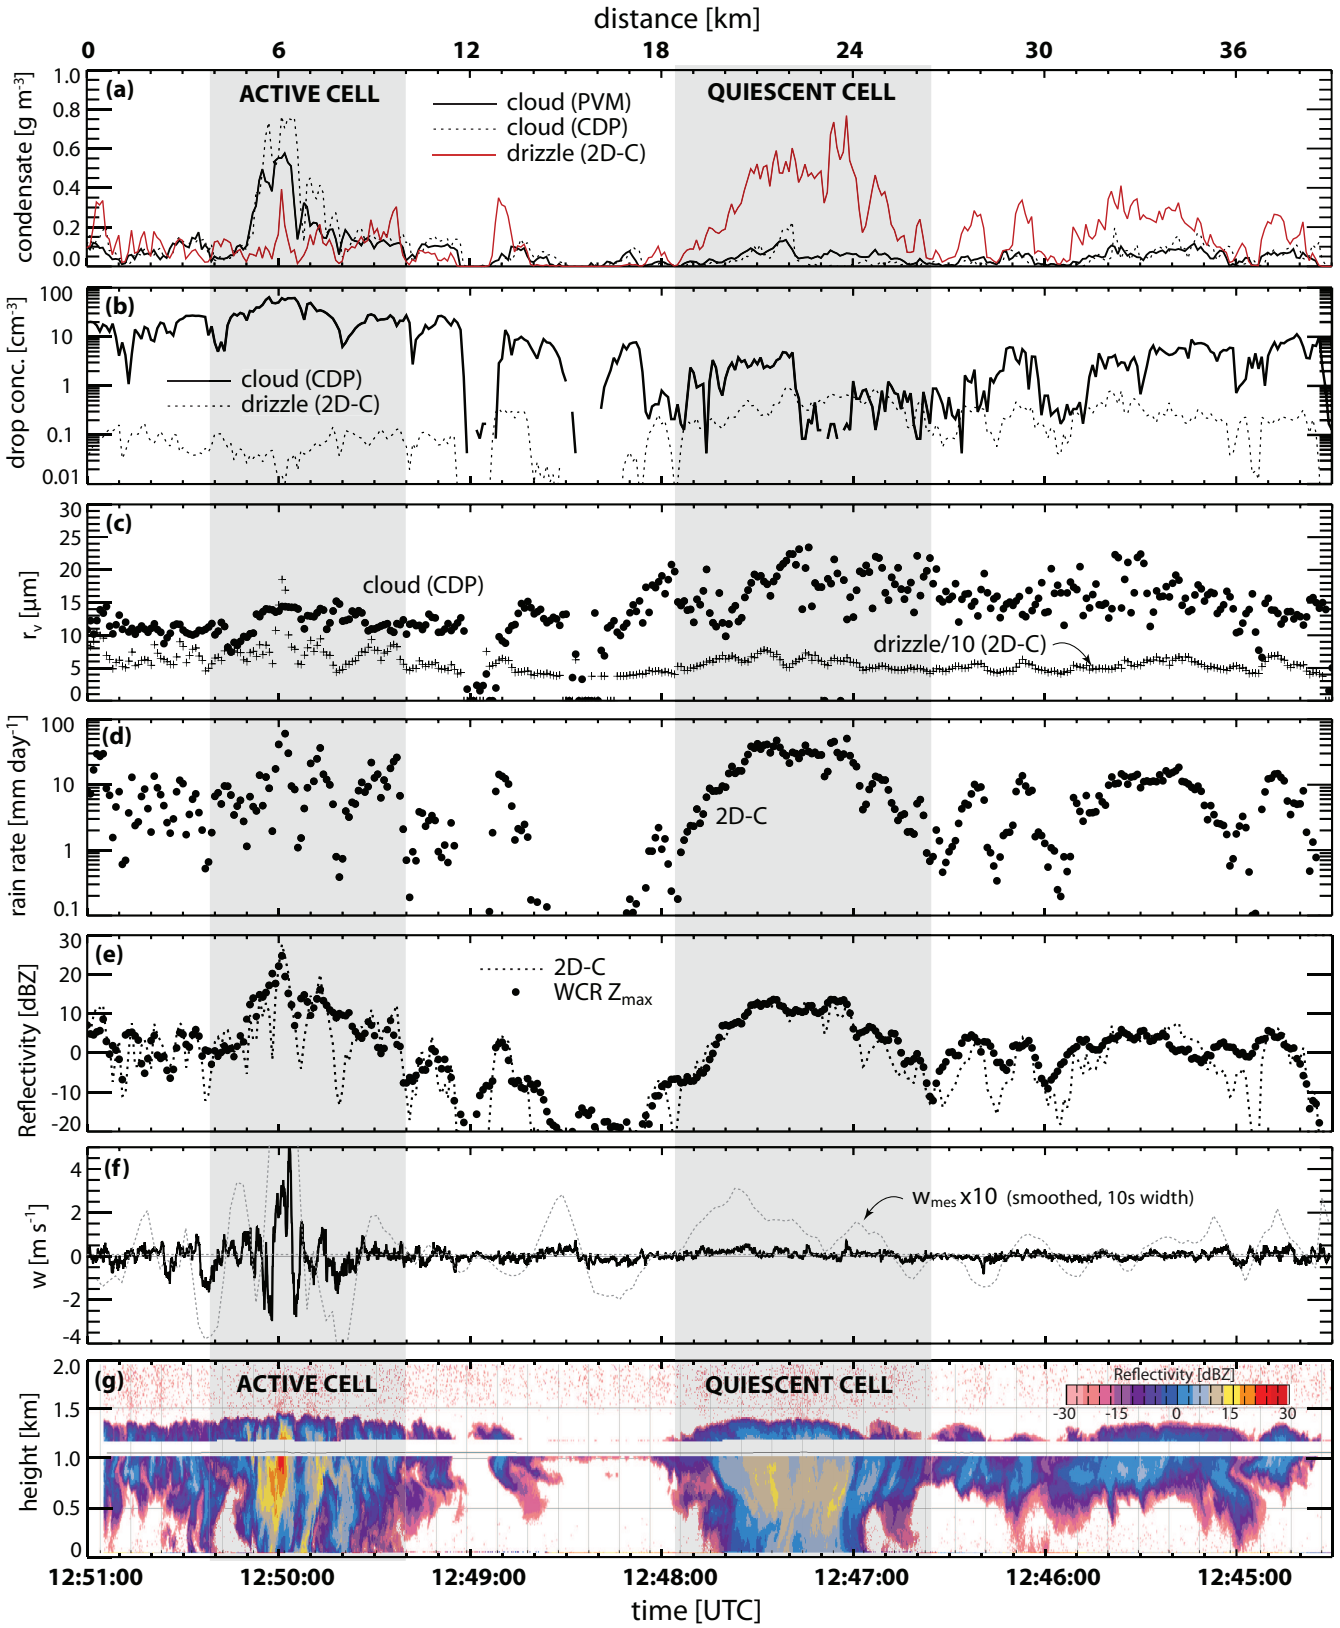 distance [km]
0 6 12 18 24 30 36
(a) ACTIVE CELL QUIESCENT CELL
cloud (PVM)
cloud (CDP)
drizzle (2D-C)
condensate [g m-3]
1.0
0.8
0.6
0.4
0.2
0.0
(b)
cloud (CDP)
drizzle (2D-C)
drop conc. [cm-3]
100
10
1
0.1
0.01
(c)
cloud (CDP)
drizzle/10 (2D-C)
rv [µm]
30
25
20
15
10
5
0
(d)
2D-C
rain rate [mm day-1]
100
10
1
0.1
(e)
2D-C
WCR Zmax
Reflectivity [dBZ]
30
20
10
0
-10
-20
(f)
wmes x10 (smoothed, 10s width)
w [m s-1]
4
2
0
-2
-4
(g) ACTIVE CELL QUIESCENT CELL
Reflectivity [dBZ]
-30 -15 0 15 30
height [km]
2.0
1.5
1.0
0.5
0
12:51:00 12:50:00 12:49:00 12:48:00 12:47:00 12:46:00 12:45:00
time [UTC]